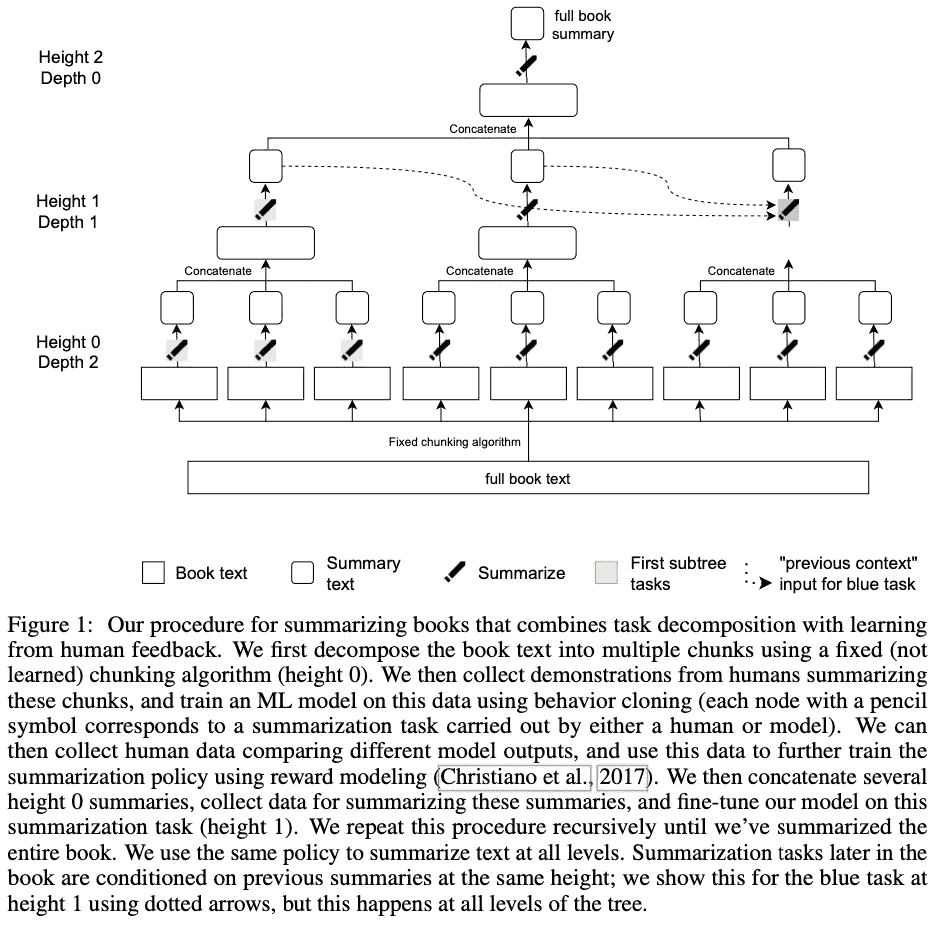 full book
summary
Height 2
Depth 0
Concatenate
Height 1
Depth 1
Concatenate
Concatenate
Concatenate
Height 0
Depth 2
Fixed chunking algorithm
full book text
Book text
Summary
text
Summarize
First subtree
tasks
"previous context"
input for blue task
Figure 1: Our procedure for summarizing books that combines task decomposition with learning
from human feedback. We first decompose the book text into multiple chunks using a fixed (not
learned) chunking algorithm (height 0). We then collect demonstrations from humans summarizing
these chunks, and train an ML model on this data using behavior cloning (each node with a pencil
symbol corresponds to a summarization task carried out by either a human or model). We can
then collect human data comparing different model outputs, and use this data to further train the
summarization policy using reward modeling (Christiano et al., 2017). We then concatenate several
height 0 summaries, collect data for summarizing these summaries, and fine-tune our model on this
summarization task (height 1). We repeat this procedure recursively until we've summarized the
entire book. We use the same policy to summarize text at all levels. Summarization tasks later in the
book are conditioned on previous summaries at the same height; we show this for the blue task at
height 1 using dotted arrows, but this happens at all levels of the tree.